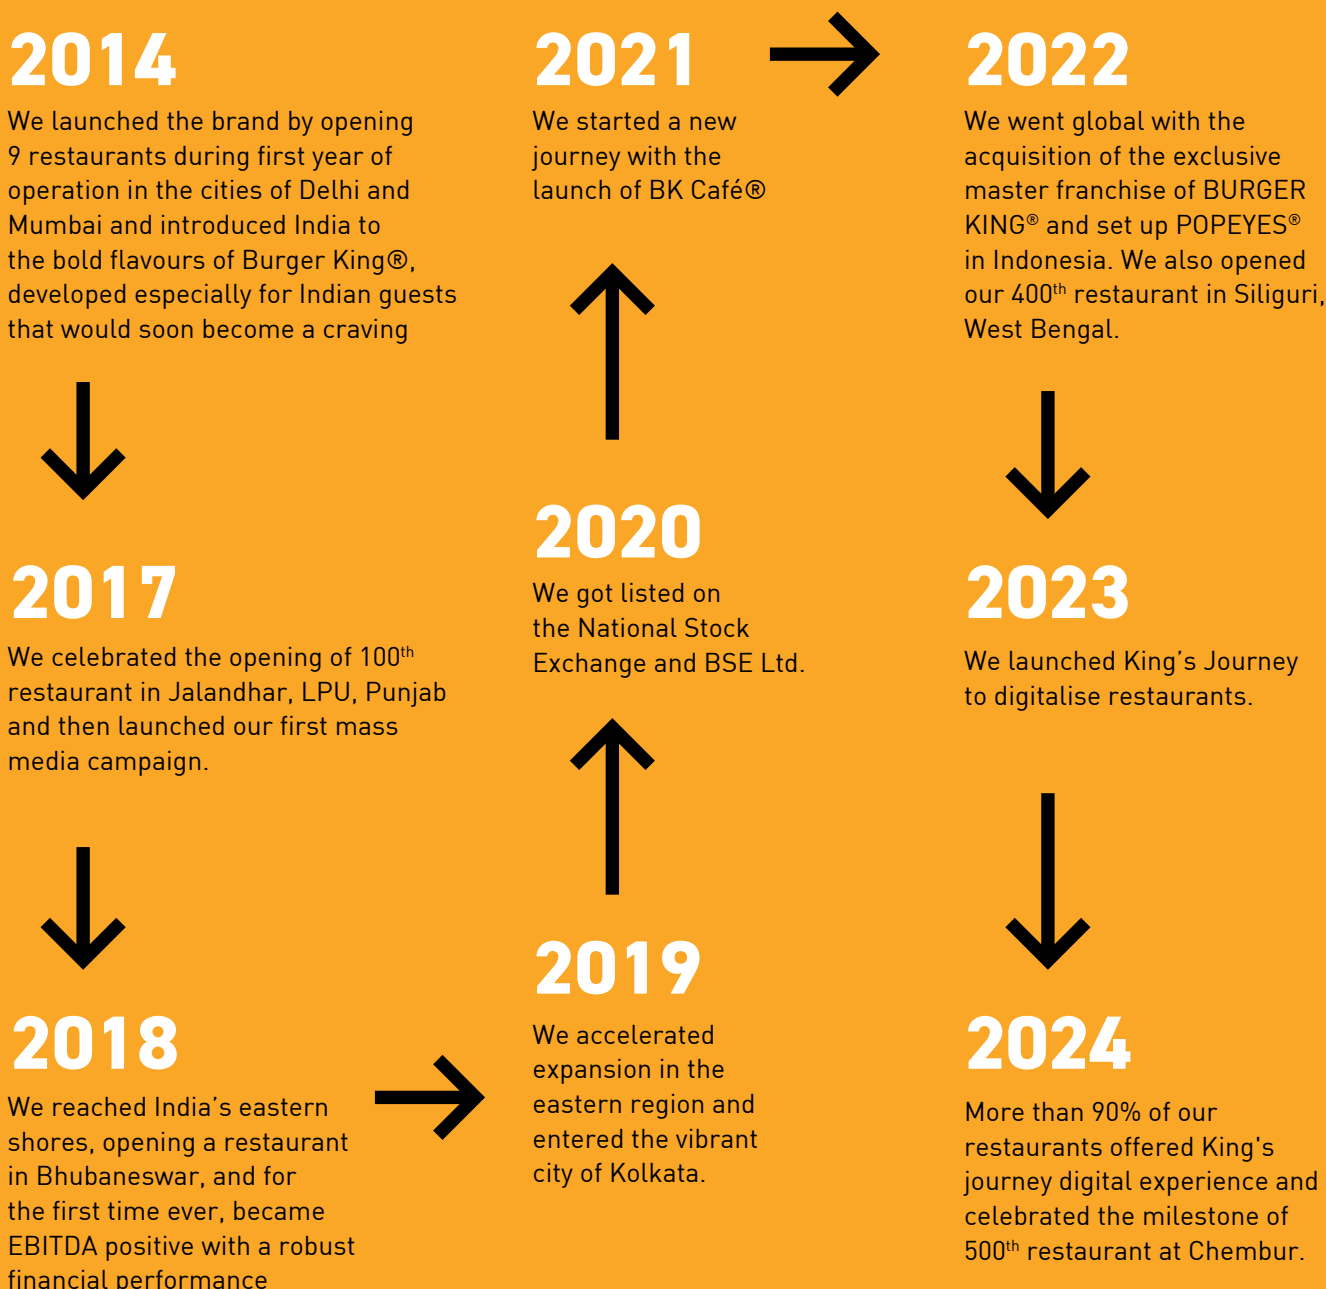 2014
We launched the brand by opening
9 restaurants during first year of
operation in the cities of Delhi and
Mumbai and introduced India to
the bold flavours of Burger King®,
developed especially for Indian guests
that would soon become a craving
2017
We celebrated the opening of 100th
restaurant in Jalandhar, LPU, Punjab
and then launched our first mass
media campaign.
2018
We reached India’s eastern
shores, opening a restaurant
in Bhubaneswar, and for
the first time ever, became
EBITDA positive with a robust
financial performance
2019
We accelerated
expansion in the
eastern region and
entered the vibrant
city of Kolkata.
2020
We got listed on
the National Stock
Exchange and BSE Ltd.
2021
We started a new
journey with the
launch of BK Café®
2022
We went global with the
acquisition of the exclusive
master franchise of BURGER
KING® and set up POPEYES®
in Indonesia. We also opened
our 400th restaurant in Siliguri,
West Bengal.
2023
We launched King’s Journey
to digitalise restaurants.
2024
More than 90% of our
restaurants offered King's
journey digital experience and
celebrated the milestone of
500th restaurant at Chembur.